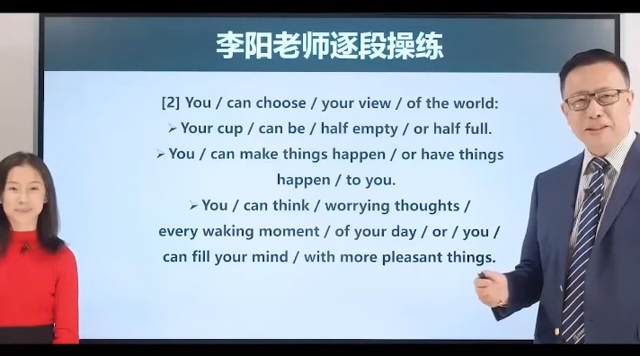 李阳老师逐段操练
[2] You / can choose / your view / of the world:
➢Your cup / can be / half empty / or half full.
➢You / can make things happen / or have things
happen / to you.
➢You / can think / worrying thoughts /
every waking moment / of your day / or / you /
can fill your mind / with more pleasant things.